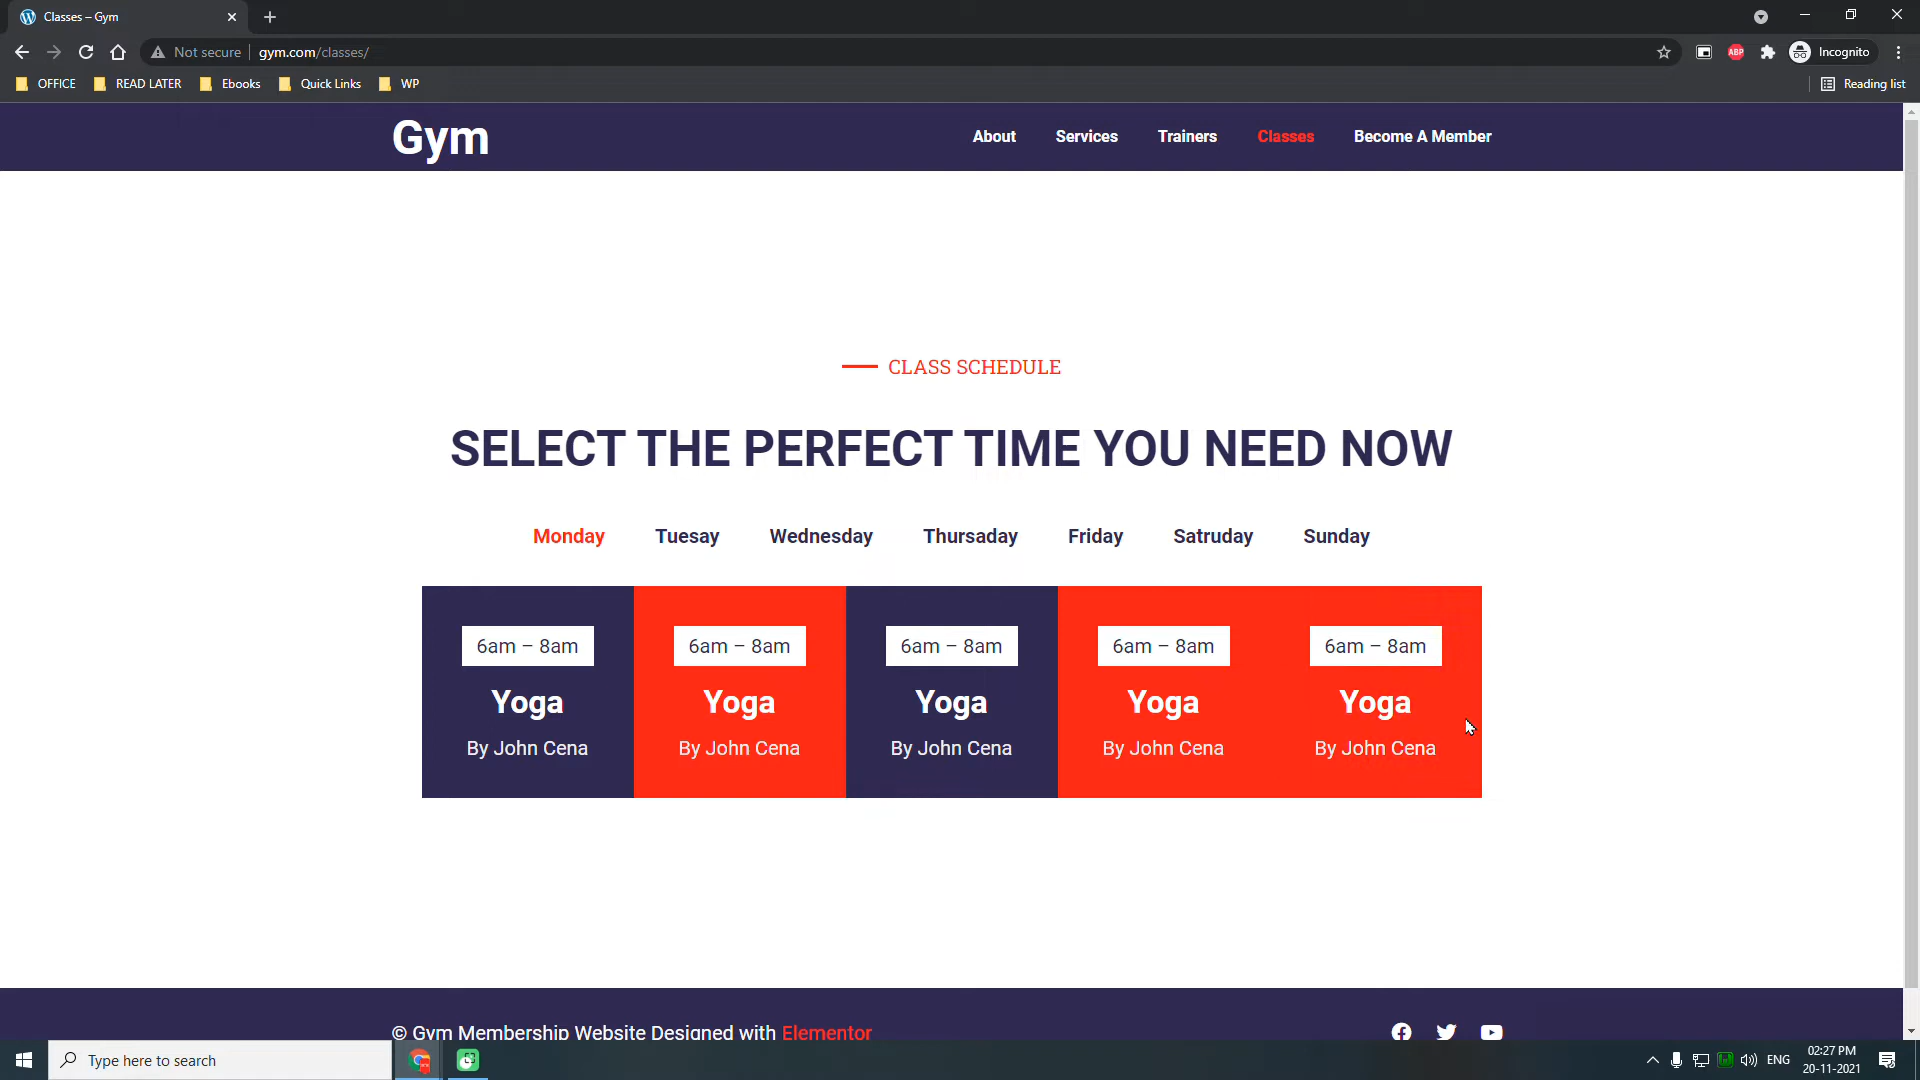 Classes – Gym
Not secure
gym.com/classes/
ABP
Incognito
OFFICE
READ LATER
Ebooks
Quick Links
WP
Reading list
Gym
About
Services
Trainers
Classes
Become A Member
CLASS SCHEDULE
SELECT THE PERFECT TIME YOU NEED NOW
Monday
Tuesay
Wednesday
Thursaday
Friday
Satruday
Sunday
6am – 8am
Yoga
By John Cena
6am – 8am
Yoga
By John Cena
6am – 8am
Yoga
By John Cena
6am – 8am
Yoga
By John Cena
6am – 8am
Yoga
By John Cena
© Gym Membership Website Designed with Elementor
Type here to search
ENG
02:27 PM
20-11-2021